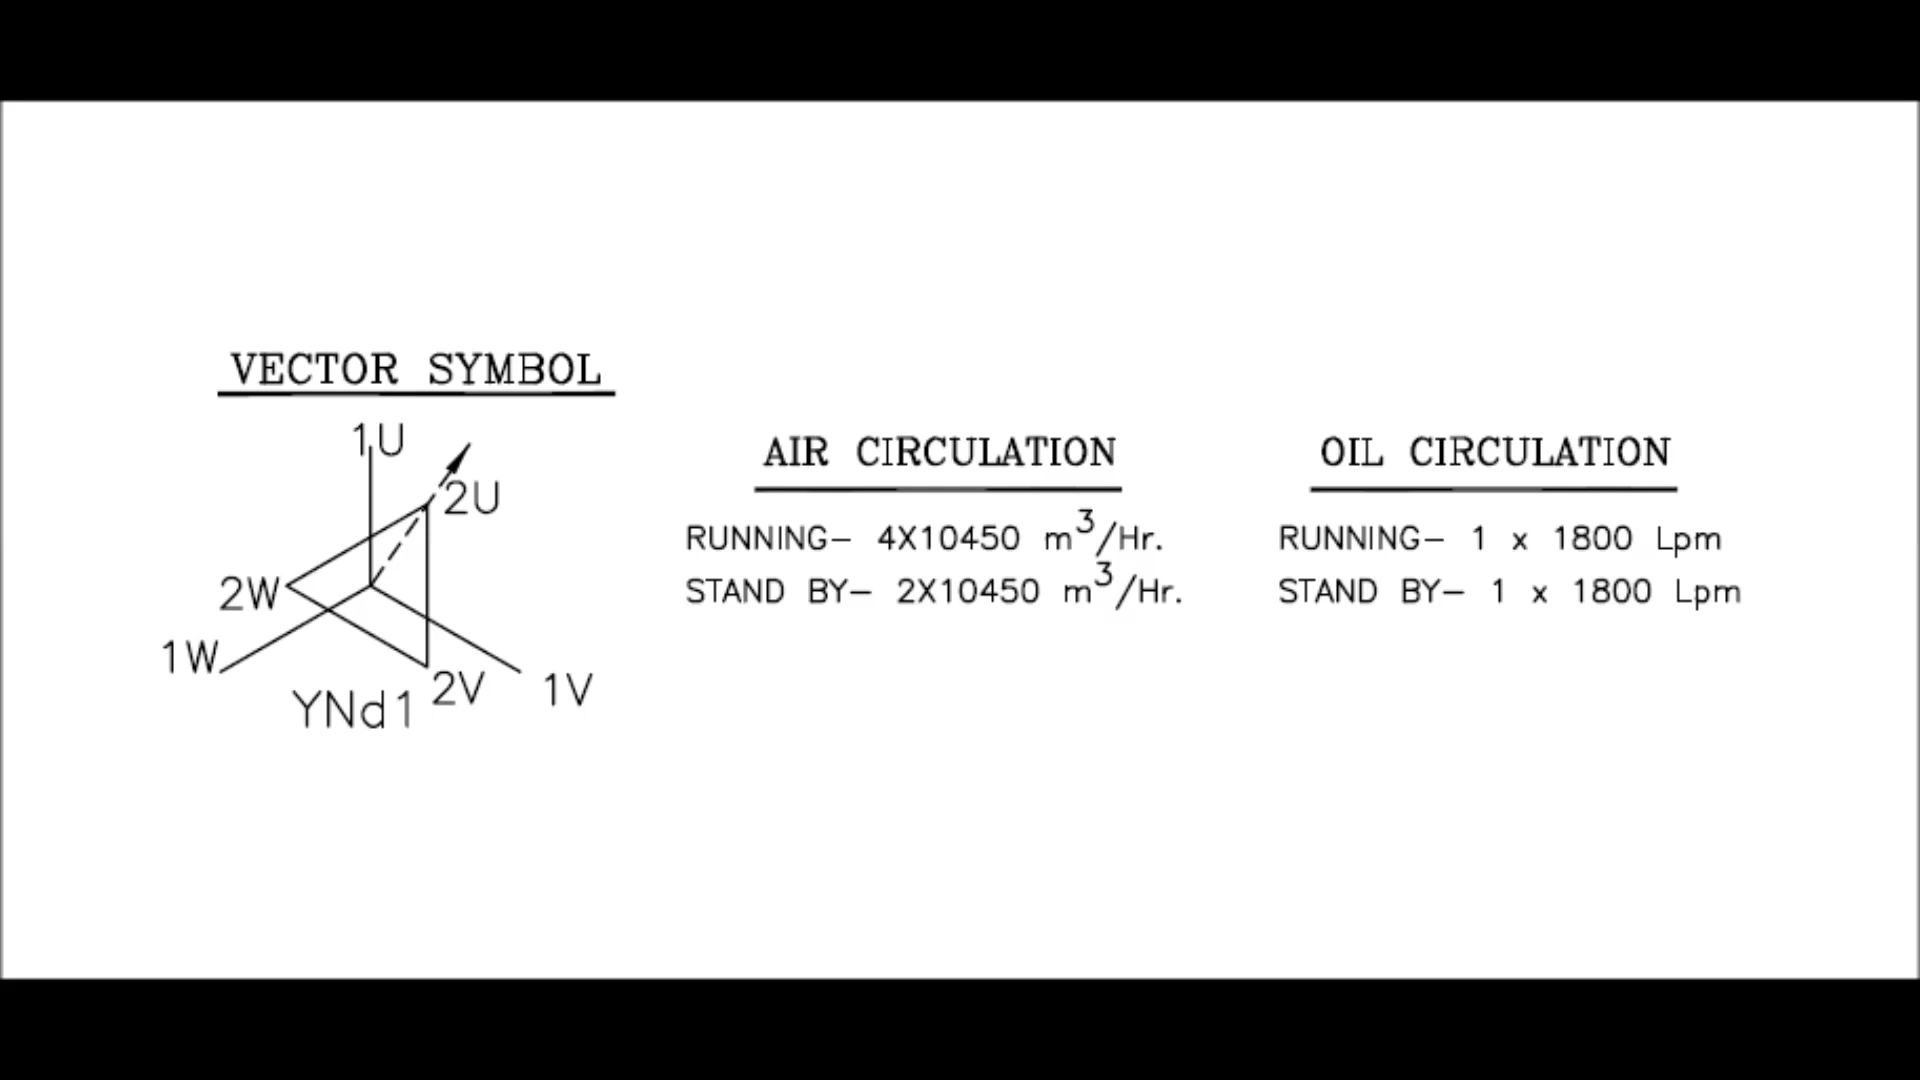 VECTOR SYMBOL
1U
2U
2W
1W
2V
1V
YNd1
AIR CIRCULATION
RUNNING– 4X10450 m³/Hr.
STAND BY– 2X10450 m³/Hr.
OIL CIRCULATION
RUNNING– 1 x 1800 Lpm
STAND BY– 1 x 1800 Lpm